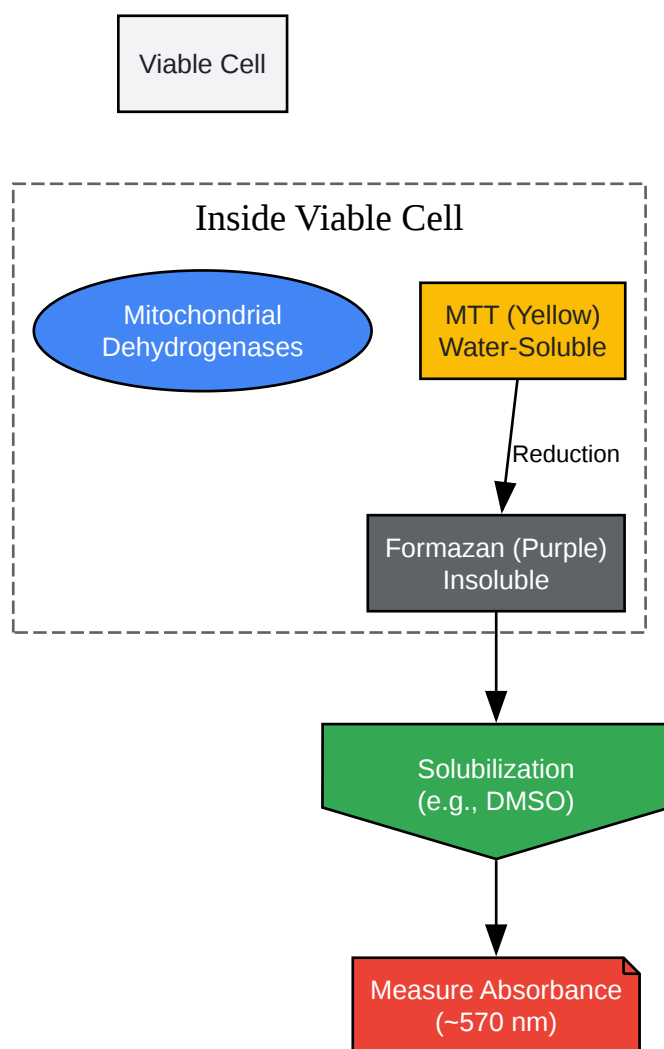 Viable Cell
Inside Viable Cell
Mitochondrial
Dehydrogenases
MTT (Yellow)
Water-Soluble
Reduction
Formazan (Purple)
Insoluble
Solubilization
(e.g., DMSO)
Measure Absorbance
(~570 nm)